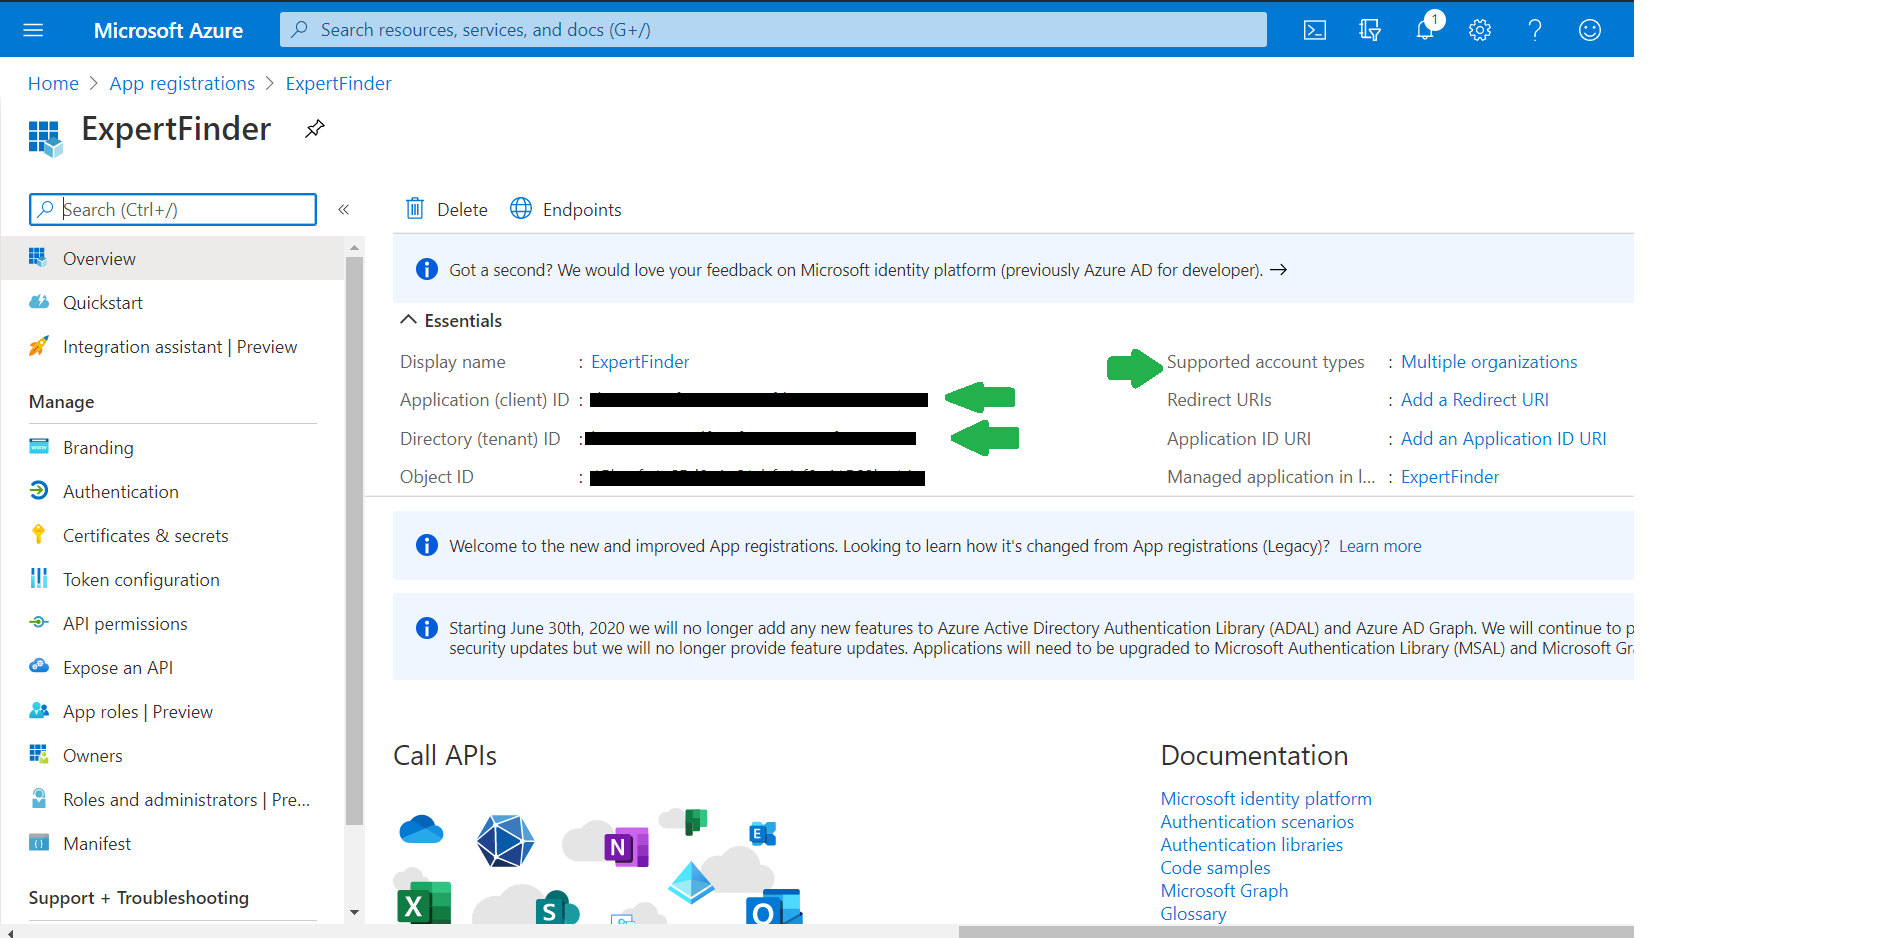 Microsoft Azure
Search resources, services, and docs (G+/)
1
Home > App registrations > ExpertFinder
ExpertFinder
Search (Ctrl+/)
«
Delete
Endpoints
Overview
Quickstart
Integration assistant | Preview
Manage
Branding
Authentication
Certificates & secrets
Token configuration
API permissions
Expose an API
App roles | Preview
Owners
Roles and administrators | Pre...
Manifest
Support + Troubleshooting
Got a second? We would love your feedback on Microsoft identity platform (previously Azure AD for developer). →
Essentials
Display name : ExpertFinder
Application (client) ID :
Directory (tenant) ID :
Object ID :
Supported account types : Multiple organizations
Redirect URIs : Add a Redirect URI
Application ID URI : Add an Application ID URI
Managed application in l... : ExpertFinder
Welcome to the new and improved App registrations. Looking to learn how it's changed from App registrations (Legacy)? Learn more
Starting June 30th, 2020 we will no longer add any new features to Azure Active Directory Authentication Library (ADAL) and Azure AD Graph. We will continue to p
security updates but we will no longer provide feature updates. Applications will need to be upgraded to Microsoft Authentication Library (MSAL) and Microsoft Gr
Call APIs
N
E
X
S
O
Documentation
Microsoft identity platform
Authentication scenarios
Authentication libraries
Code samples
Microsoft Graph
Glossary